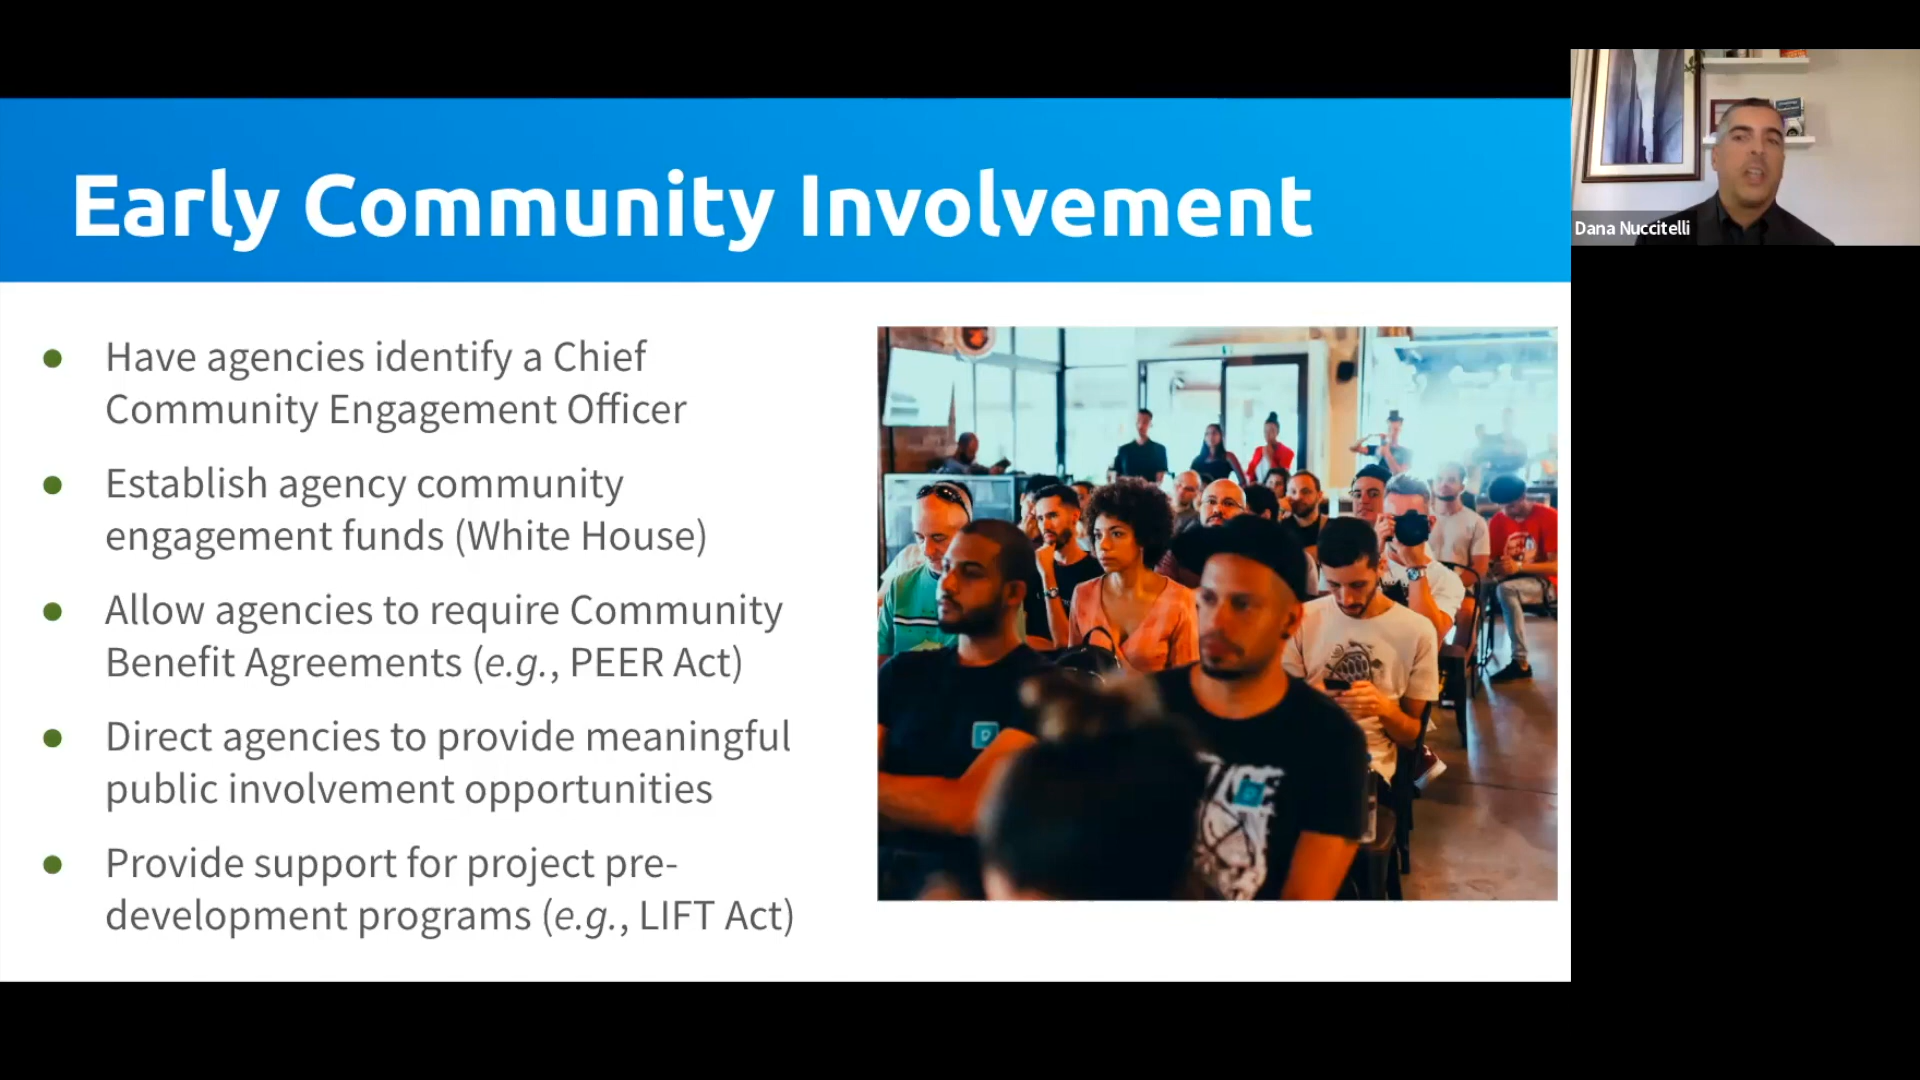 Early Community Involvement
Have agencies identify a Chief
Community Engagement Officer
Establish agency community
engagement funds (White House)
Allow agencies to require Community
Benefit Agreements (e.g., PEER Act)
Direct agencies to provide meaningful
public involvement opportunities
Provide support for project pre-
development programs (e.g., LIFT Act)
Dana Nuccitelli